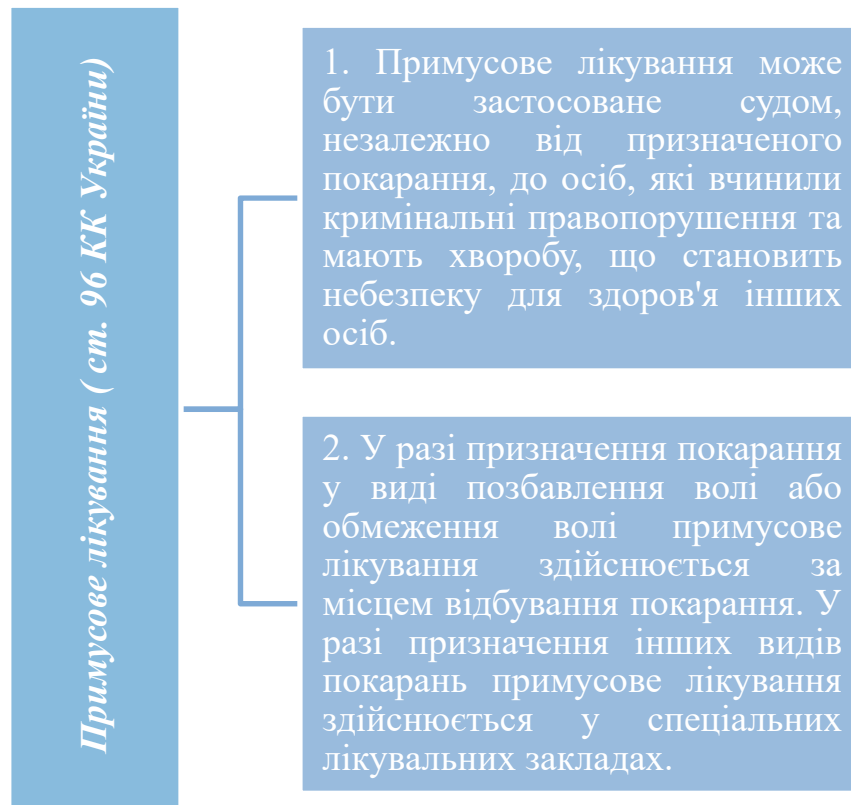 Примусове лікування ( ст. 96 КК України)
1. Примусове лікування може
бути застосоване судом,
незалежно від призначеного
покарання, до осіб, які вчинили
кримінальні правопорушення та
мають хворобу, що становить
небезпеку для здоров'я інших
осіб.
2. У разі призначення покарання
у виді позбавлення волі або
обмеження волі примусове
лікування здійснюється за
місцем відбування покарання. У
разі призначення інших видів
покарань примусове лікування
здійснюється у спеціальних
лікувальних закладах.